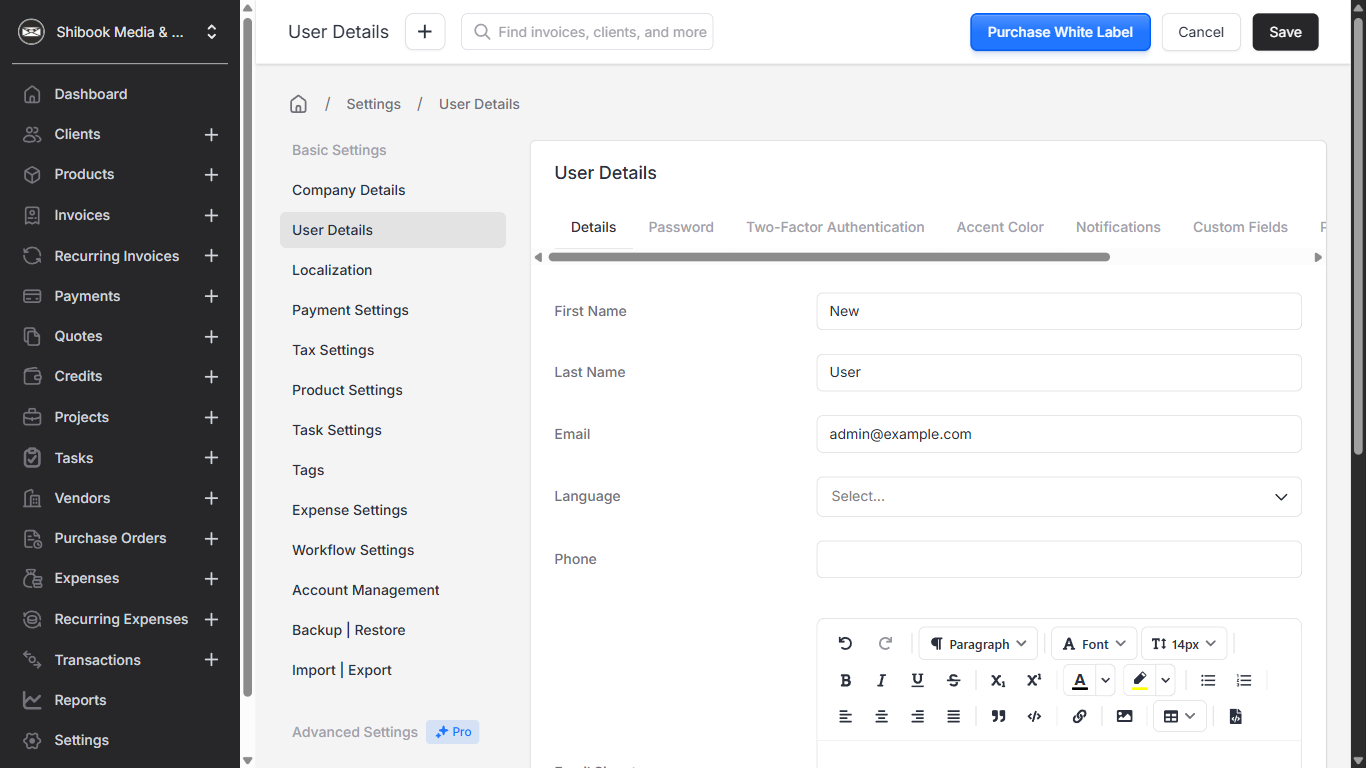 Shibook Media & ...
Dashboard
Clients
Products
Invoices
Recurring Invoices
Payments
Quotes
Credits
Projects
Tasks
Vendors
Purchase Orders
Expenses
Recurring Expenses
Transactions
Reports
Settings
User Details
Find invoices, clients, and more
Purchase White Label
Cancel
Save
/ Settings / User Details
Basic Settings
Company Details
User Details
Localization
Payment Settings
Tax Settings
Product Settings
Task Settings
Tags
Expense Settings
Workflow Settings
Account Management
Backup | Restore
Import | Export
Advanced Settings Pro
User Details
Details Password Two-Factor Authentication Accent Color Notifications Custom Fields
First Name New
Last Name User
Email admin@example.com
Language Select...
Phone
Paragraph Font 14px